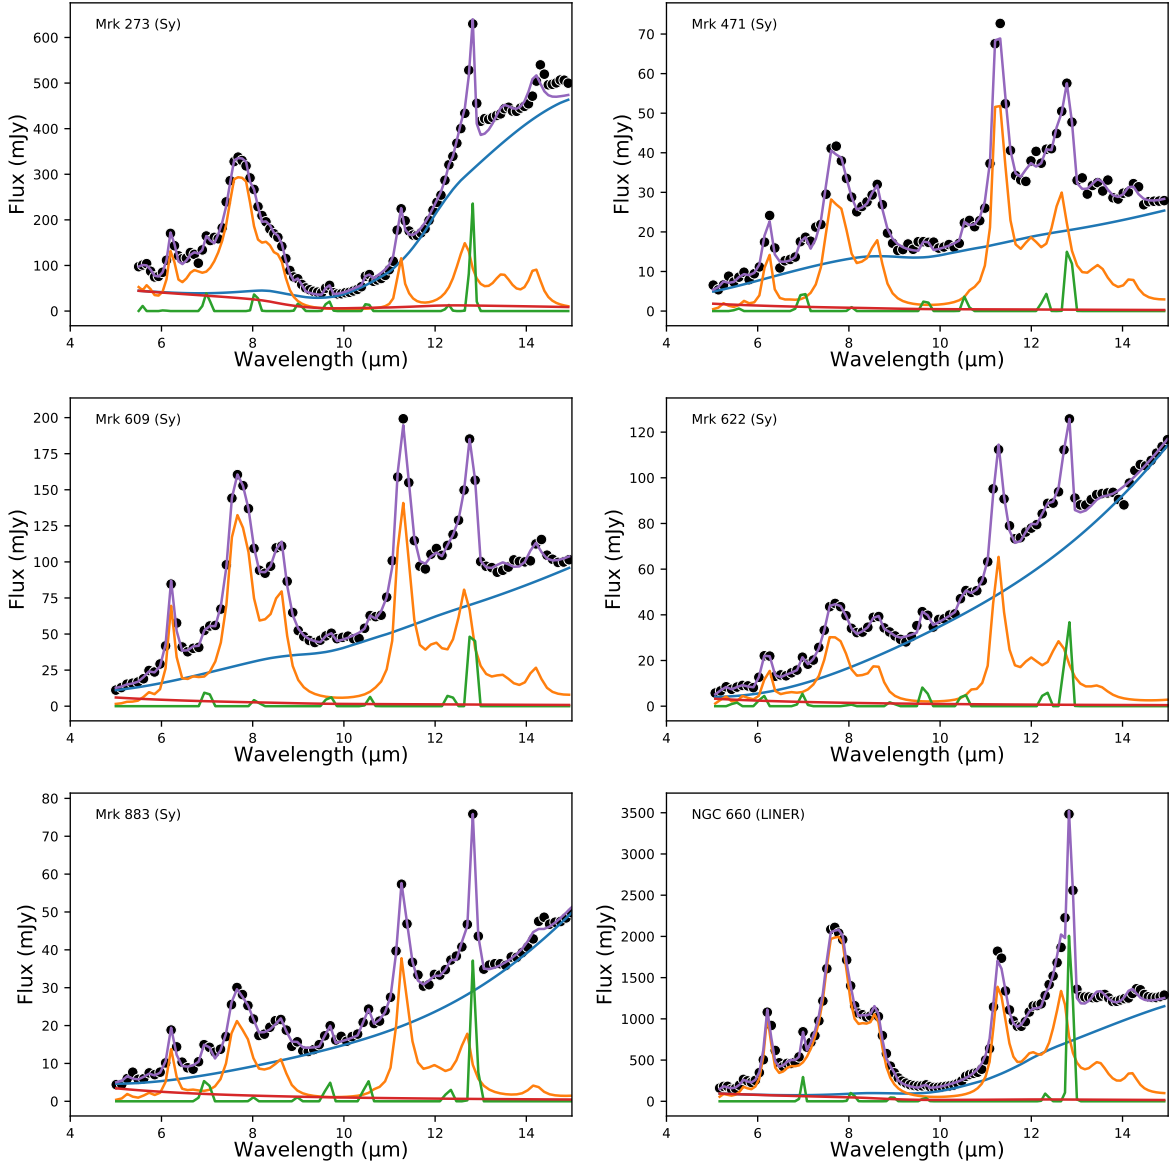 Mrk 273 (Sy)
Flux (mJy)
600
500
400
300
200
100
0
4 6 8 10 12 14
Wavelength (µm)
Mrk 471 (Sy)
Flux (mJy)
70
60
50
40
30
20
10
0
4 6 8 10 12 14
Wavelength (µm)
Mrk 609 (Sy)
Flux (mJy)
200
175
150
125
100
75
50
25
0
4 6 8 10 12 14
Wavelength (µm)
Mrk 622 (Sy)
Flux (mJy)
120
100
80
60
40
20
0
4 6 8 10 12 14
Wavelength (µm)
Mrk 883 (Sy)
Flux (mJy)
80
70
60
50
40
30
20
10
0
4 6 8 10 12 14
Wavelength (µm)
NGC 660 (LINER)
Flux (mJy)
3500
3000
2500
2000
1500
1000
500
0
4 6 8 10 12 14
Wavelength (µm)